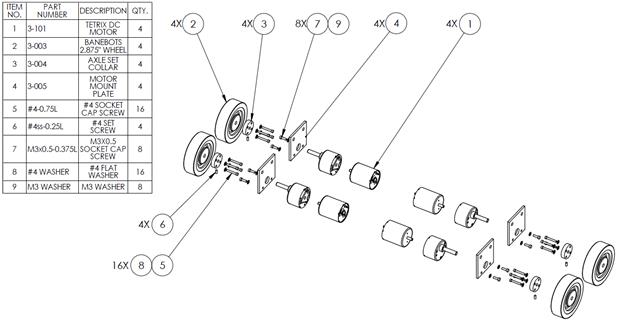 ITEM NO. PART NUMBER DESCRIPTION QTY.
1 3-101 TETRIX DC MOTOR 4
2 3-003 BANEBOTS 2.875" WHEEL 4
3 3-004 AXLE SET COLLAR 4
4 3-005 MOTOR MOUNT PLATE 4
5 #4-0.75L #4 SOCKET CAP SCREW 16
6 #4ss-0.25L #4 SET SCREW 4
7 M3x0.5-0.375L M3X0.5 SOCKET CAP SCREW 8
8 #4 WASHER #4 FLAT WASHER 16
9 M3 WASHER M3 WASHER 8
4X 2
4X 3
8X 7 9
4X 4
4X 1
4X 6
16X 8 5